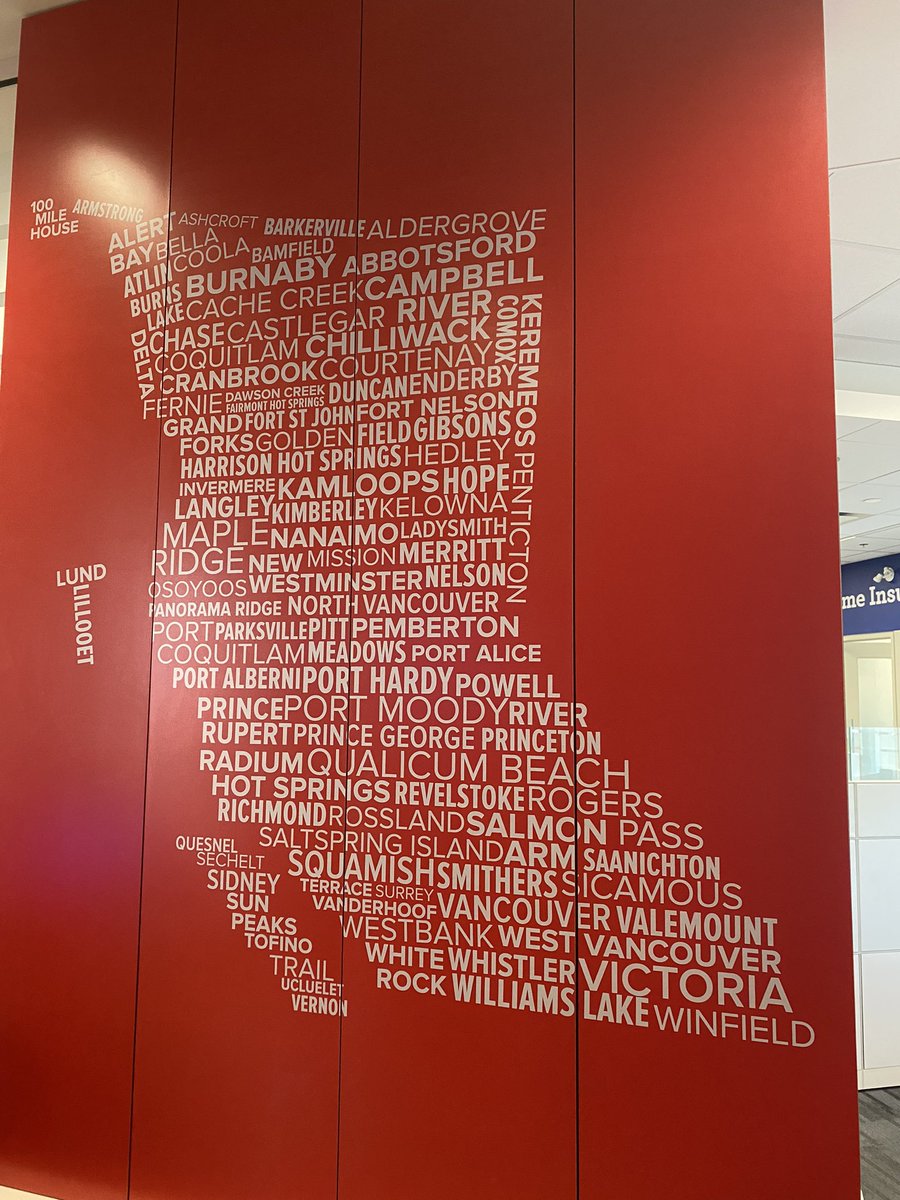 100
MILE
HOUSE
ARMSTRONG
ALERT
BAY
ASHCROFT
BARKERVILLE
ALDERGROVE
BELLA
COOLA
BAMFIELD
ABBOTSFORD
ATLIN
BURNABY
CAMPBELL
RIVER
BURNS
LAKE
CACHE CREEK
CHASE
CASTLEGAR
COMOX
KEREMEOS
DELTA
COQUITLAM
CHILLIWACK
CRANBROOK
COURTENAY
FERNIE
DAWSON CREEK
FAIRMONT HOT SPRINGS
DUNCAN
ENDERBY
GRAND
FORKS
FORT ST JOHN
FORT NELSON
GOLDEN
FIELD
GIBSONS
HARRISON HOT SPRINGS
HEDLEY
INVERMERE
KAMLOOPS
HOPE
PENTICTON
LANGLEY
KIMBERLEY
KELOWNA
MAPLE
RIDGE
NANAIMO
LADYSMITH
NEW
WESTMINSTER
MISSION
MERRITT
LUND
LILLOOET
OSOYOOS
NELSON
PANORAMA RIDGE
NORTH VANCOUVER
PORT
COQUITLAM
PARKSVILLE
PITT
MEADOWS
PEMBERTON
PORT ALICE
PORT ALBERNI
PORT HARDY
POWELL
RIVER
PRINCE
RUPERT
PORT MOODY
PRINCE GEORGE
PRINCETON
RADIUM
HOT SPRINGS
QUALICUM BEACH
REVELSTOKE
ROGERS
PASS
RICHMOND
ROSSLAND
SALMON
ARM
QUESNEL
SALTSPRING ISLAND
SAANICHTON
SECHELT
SQUAMISH
SMITHERS
SICAMOUS
SIDNEY
TERRACE
SURREY
SUN
PEAKS
VANDERHOOF
VANCOUVER
VALEMOUNT
TOFINO
WESTBANK
WEST VANCOUVER
TRAIL
WHITE
ROCK
WHISTLER
VICTORIA
UCLUELET
VERNON
WILLIAMS LAKE
WINFIELD
me Insu